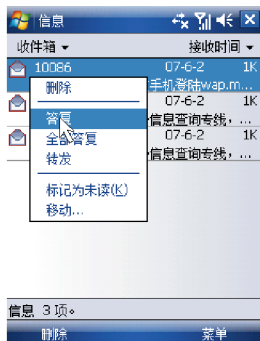 信息
收件箱 接收时间
10086 07-6-2 1K
手机登陆wap.m...
删除
07-6-2 1K
答复
信息查询专线，...
全部答复
07-6-2 1K
转发
信息查询专线，...
标记为未读(K)
移动...
信息 3 项。
删除 菜单